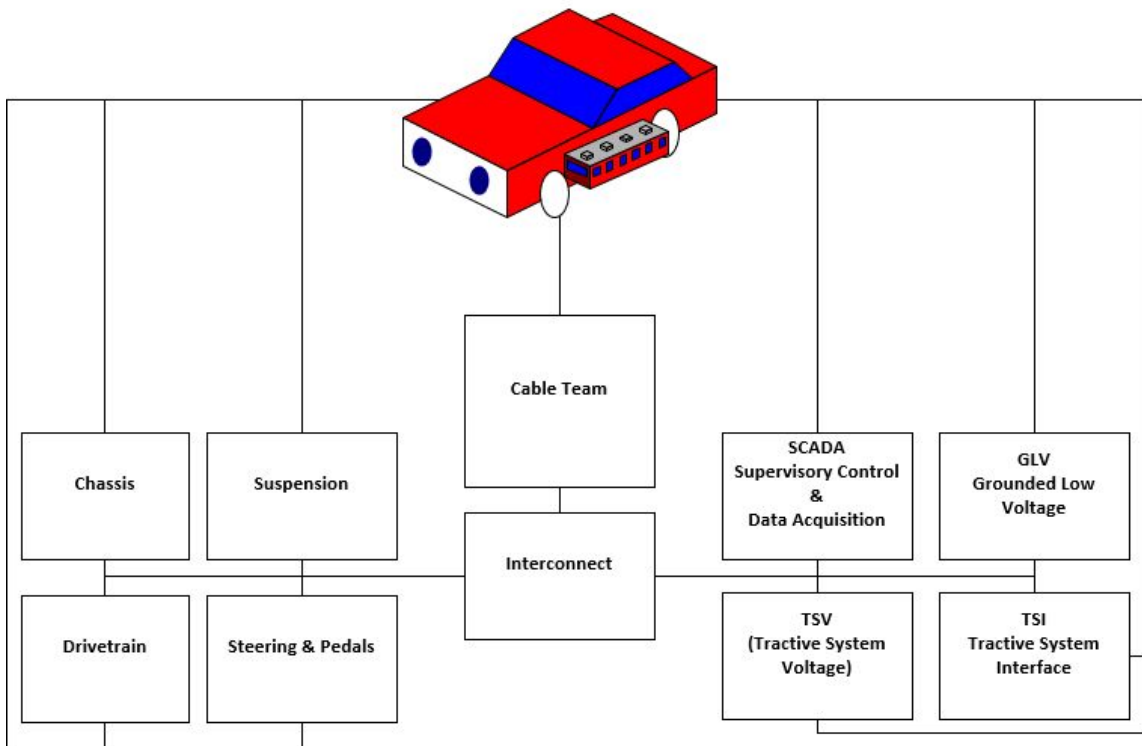 Cable Team
Chassis
Suspension
SCADA
Supervisory Control
&
Data Acquisition
GLV
Grounded Low
Voltage
Interconnect
Drivetrain
Steering & Pedals
TSV
(Tractive System
Voltage)
TSI
Tractive System
Interface